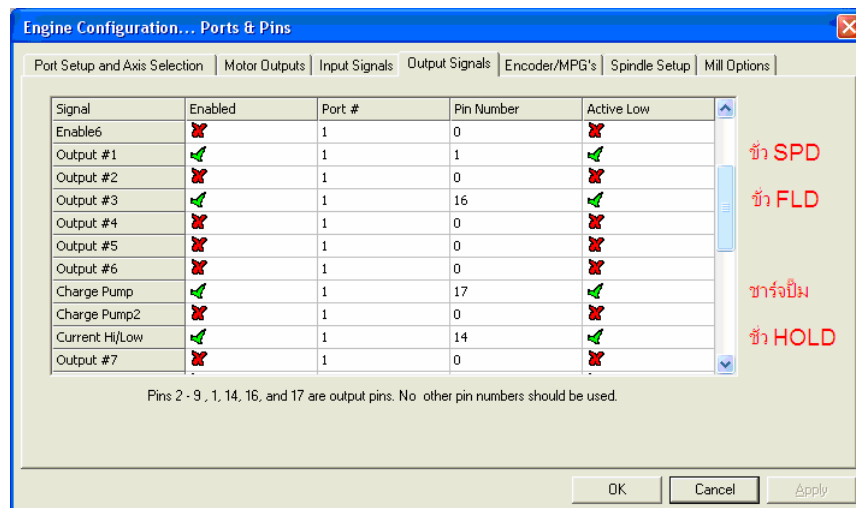 Engine Configuration... Ports & Pins
Port Setup and Axis Selection Motor Outputs Input Signals Output Signals Encoder/MPG's Spindle Setup Mill Options
Signal Enabled Port # Pin Number Active Low
Enable6 1 0
Output #1 1 1 ขั่ว SPD
Output #2 1 0
Output #3 1 16 ขั่ว FLD
Output #4 1 0
Output #5 1 0
Output #6 1 0
Charge Pump 1 17 ชาร์จปั๊ม
Charge Pump2 1 0
Current Hi/Low 1 14 ขั่ว HOLD
Output #7 1 0
Pins 2 - 9 , 1, 14, 16, and 17 are output pins. No other pin numbers should be used.
OK Cancel Apply